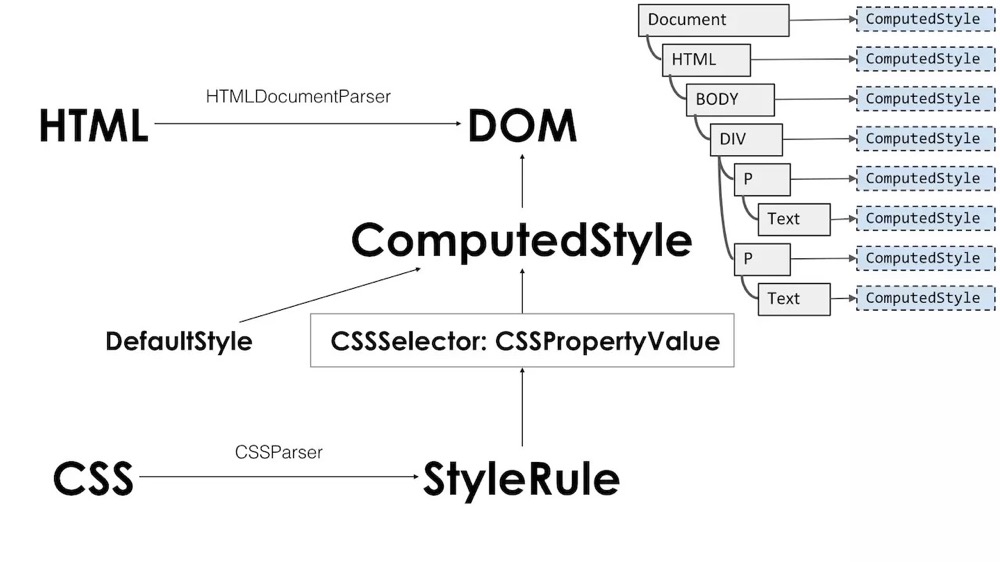 HTML
HTMLDocumentParser
DOM
ComputedStyle
DefaultStyle
CSSSelector: CSSPropertyValue
CSS
CSSParser
StyleRule
Document
ComputedStyle
HTML
ComputedStyle
BODY
ComputedStyle
DIV
ComputedStyle
P
ComputedStyle
Text
ComputedStyle
P
ComputedStyle
Text
ComputedStyle